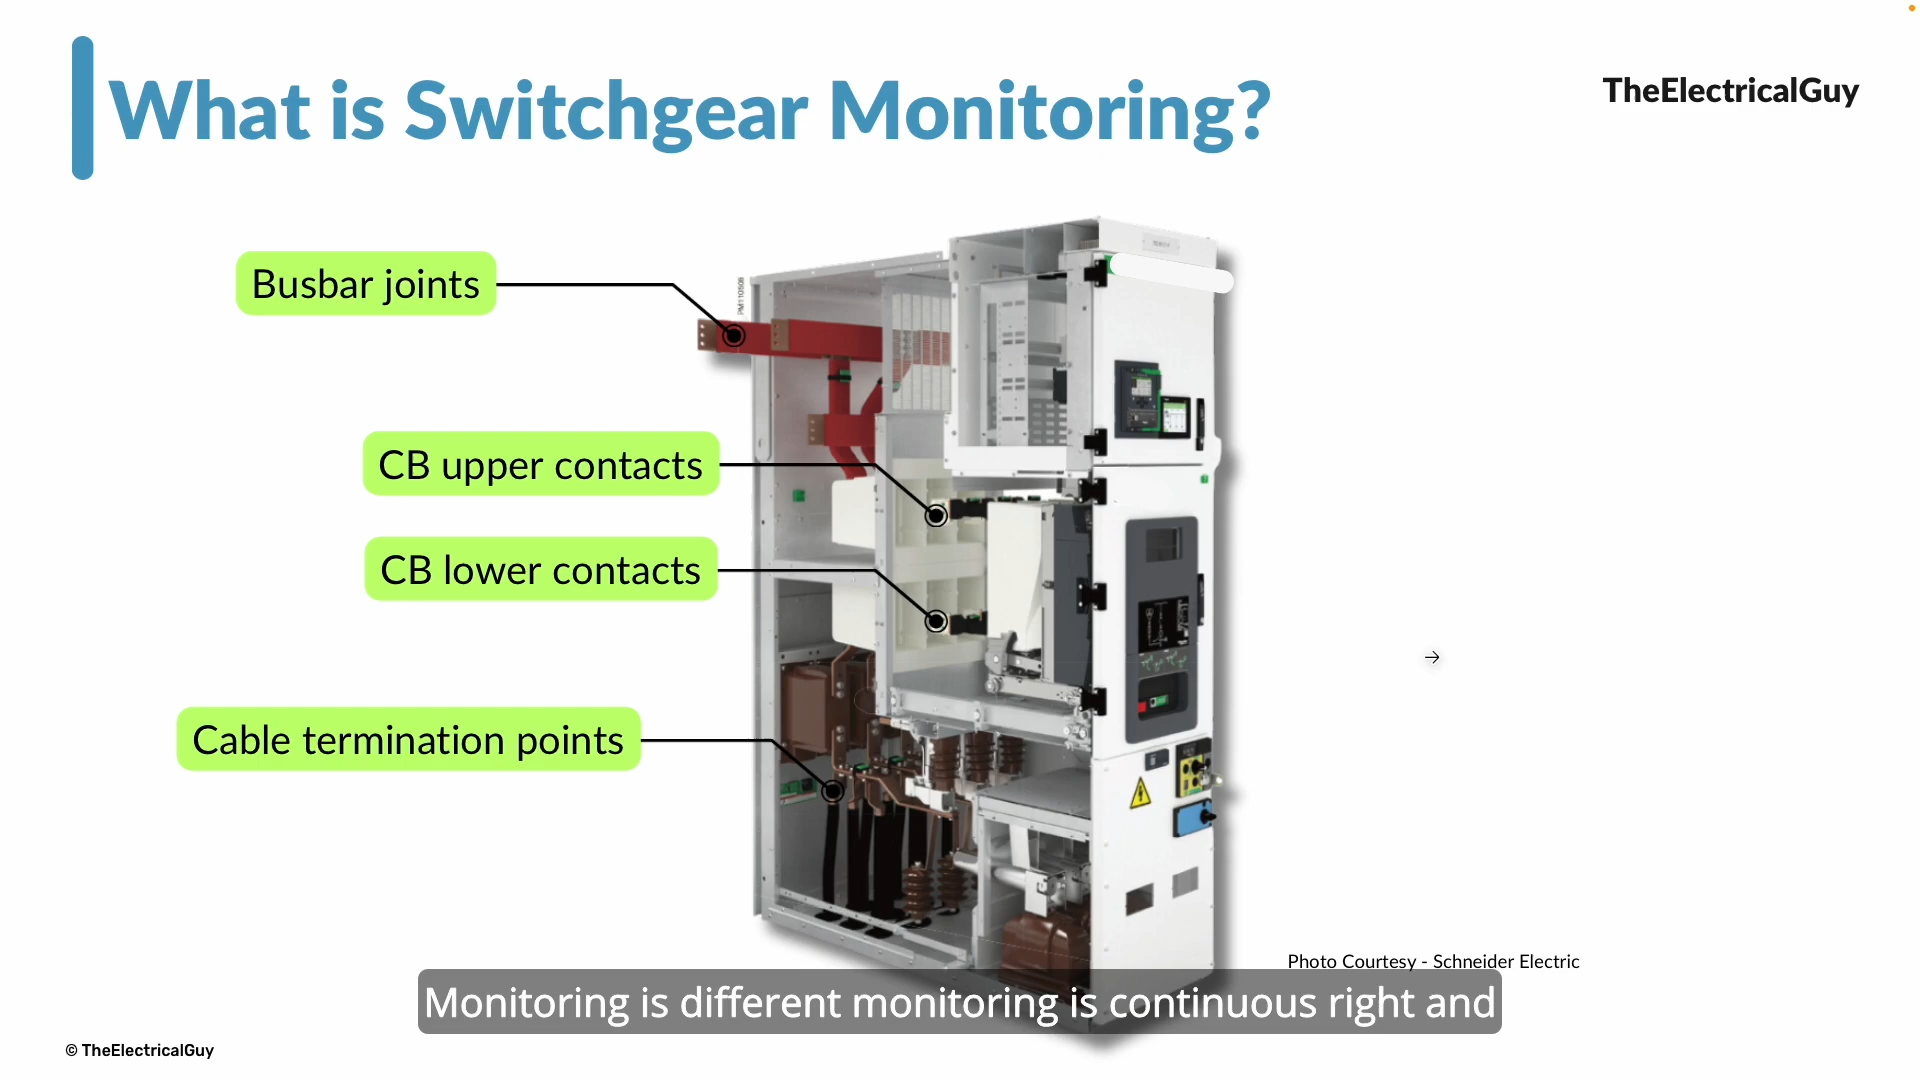 What is Switchgear Monitoring?
TheElectricalGuy
Busbar joints
PM110508
CB upper contacts
CB lower contacts
Cable termination points
Photo Courtesy - Schneider Electric
Monitoring is different monitoring is continuous right and
© TheElectricalGuy